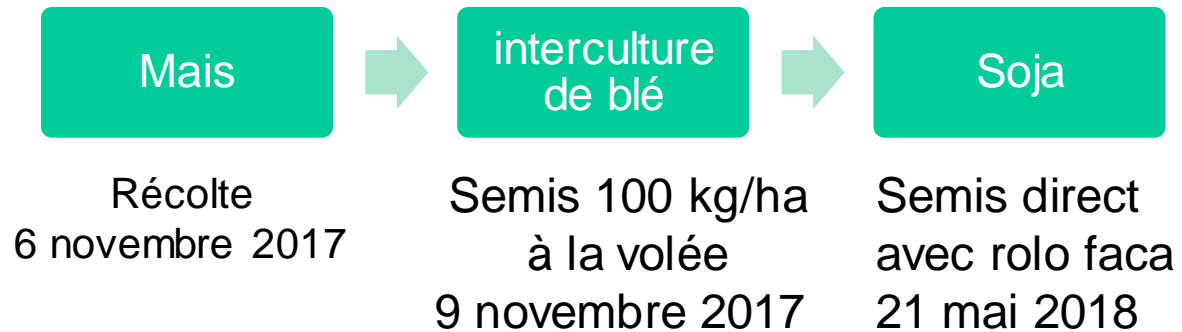 Mais
interculture
de blé
Soja
Récolte
6 novembre 2017
Semis 100 kg/ha
à la volée
9 novembre 2017
Semis direct
avec rolo faca
21 mai 2018